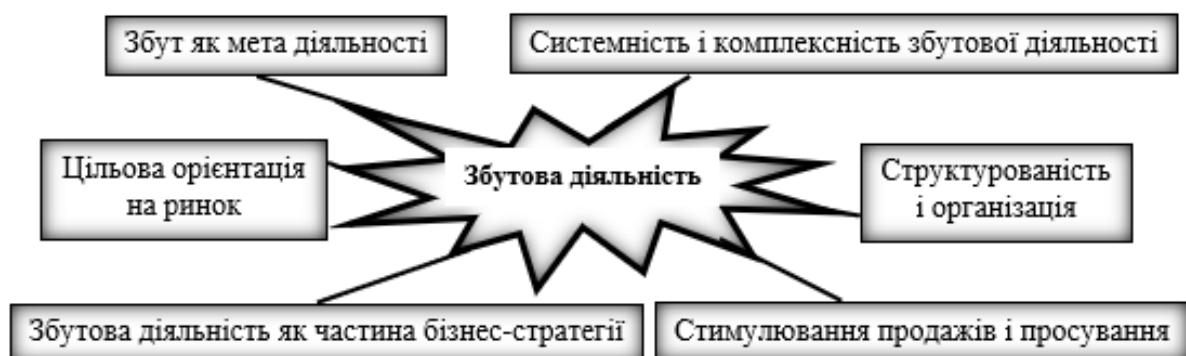 Збут як мета діяльності
Системність і комплексність збутової діяльності
Цільова орієнтація
на ринок
Збутова діяльність
Структурованість
і організація
Збутова діяльність як частина бізнес-стратегії
Стимулювання продажів і просування